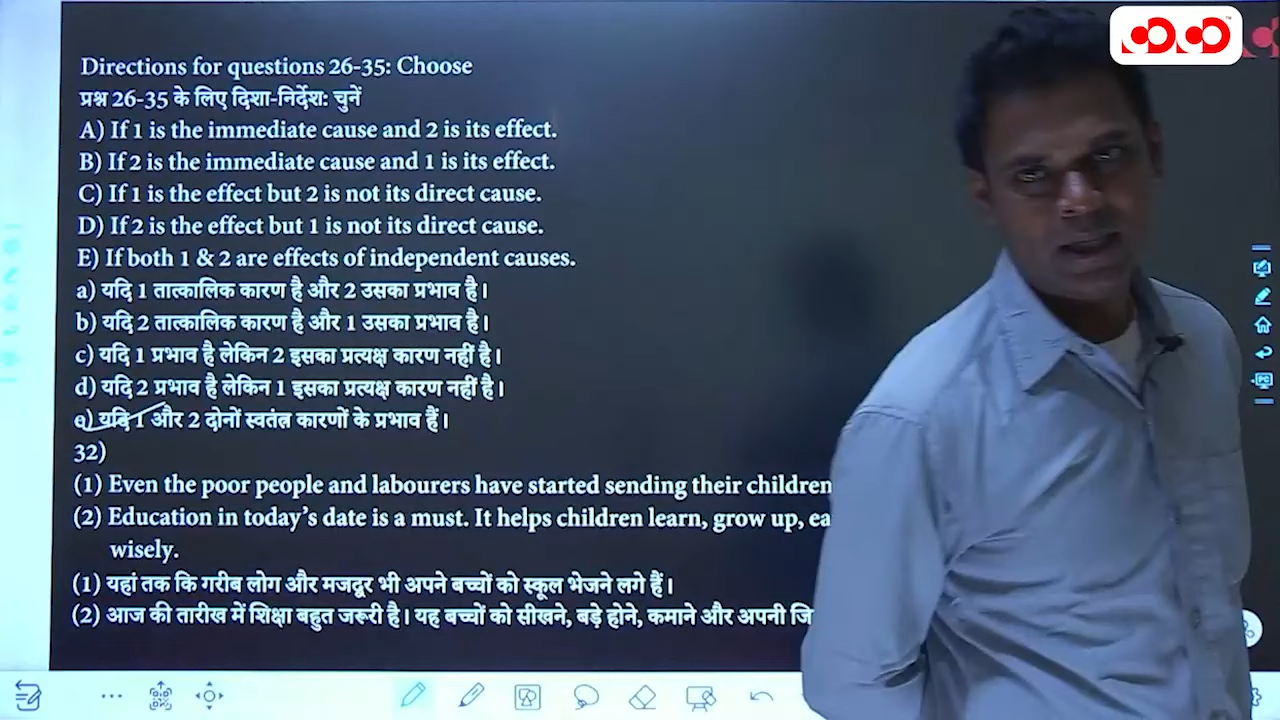 Directions for questions 26-35: Choose
प्रश्न 26-35 के लिए दिशा-निर्देश: चुनें
A) If 1 is the immediate cause and 2 is its effect.
B) If 2 is the immediate cause and 1 is its effect.
C) If 1 is the effect but 2 is not its direct cause.
D) If 2 is the effect but 1 is not its direct cause.
E) If both 1 & 2 are effects of independent causes.
a) यदि 1 तात्कालिक कारण है और 2 उसका प्रभाव है।
b) यदि 2 तात्कालिक कारण है और 1 उसका प्रभाव है।
c) यदि 1 प्रभाव है लेकिन 2 इसका प्रत्यक्ष कारण नहीं है।
d) यदि 2 प्रभाव है लेकिन 1 इसका प्रत्यक्ष कारण नहीं है।
e) यदि 1 और 2 दोनों स्वतंत्र कारणों के प्रभाव हैं।
32)
(1) Even the poor people and labourers have started sending their children
(2) Education in today's date is a must. It helps children learn, grow up,
wisely.
(1) यहां तक कि गरीब लोग और मजदूर भी अपने बच्चों को स्कूल भेजने लगे हैं।
(2) आज की तारीख में शिक्षा बहुत जरूरी है। यह बच्चों को सीखने, बड़े होने, कमाने और अपनी